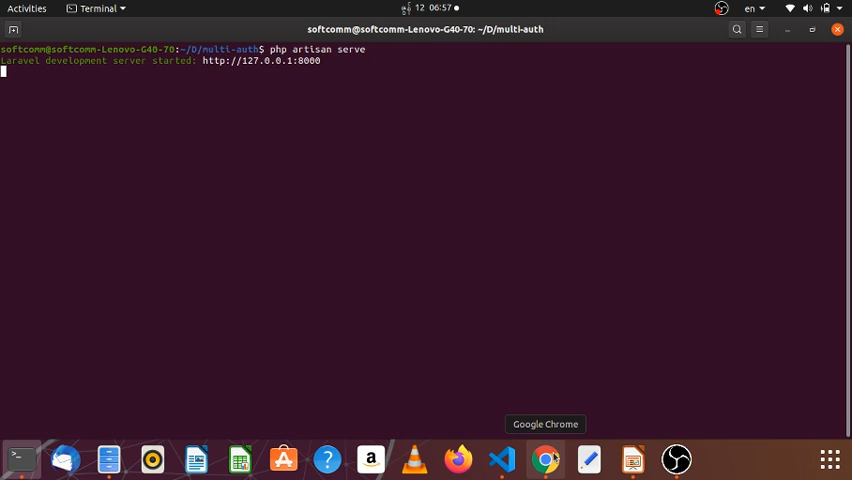 Activities
Terminal
12 06:57
en
softcomm@softcomm-Lenovo-G40-70: ~/D/multi-auth
softcomm@softcomm-Lenovo-G40-70:~/D/multi-auth$ php artisan serve
Laravel development server started: http://127.0.0.1:8000
Google Chrome